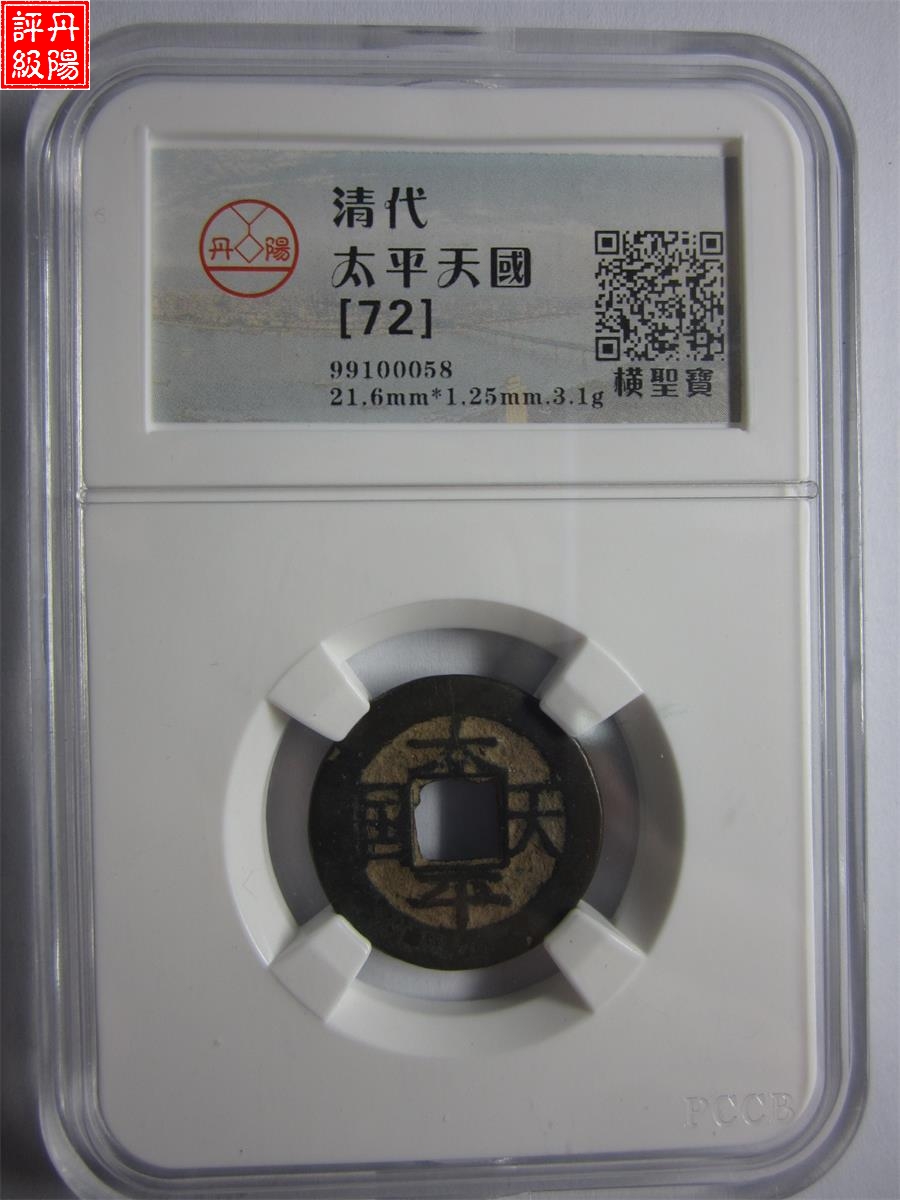 評丹
級陽
丹陽
清代
太平天國
[72]
99100058
21.6mm*1.25mm.3.1g
橫聖寶
太平天囯
PCCB